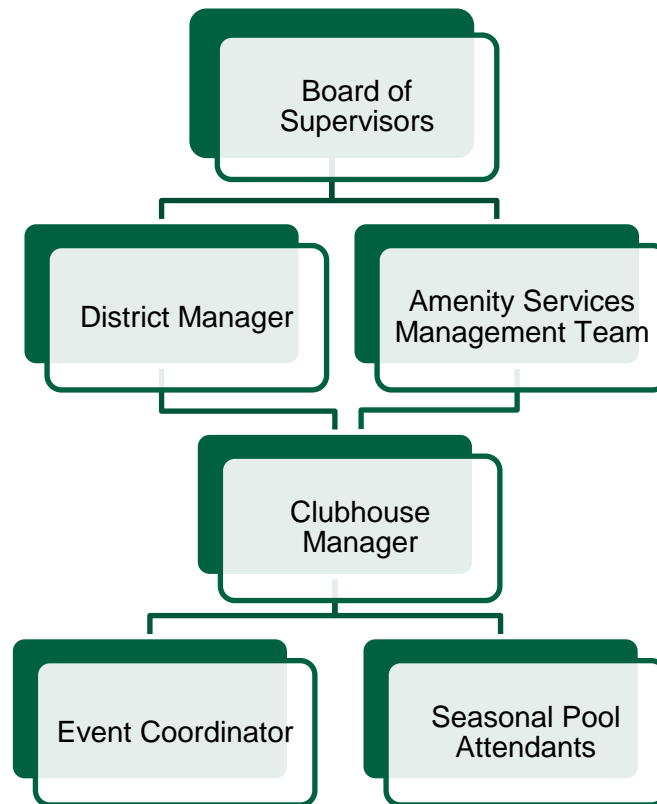 Board of
Supervisors
District Manager
Amenity Services
Management Team
Clubhouse
Manager
Event Coordinator
Seasonal Pool
Attendants